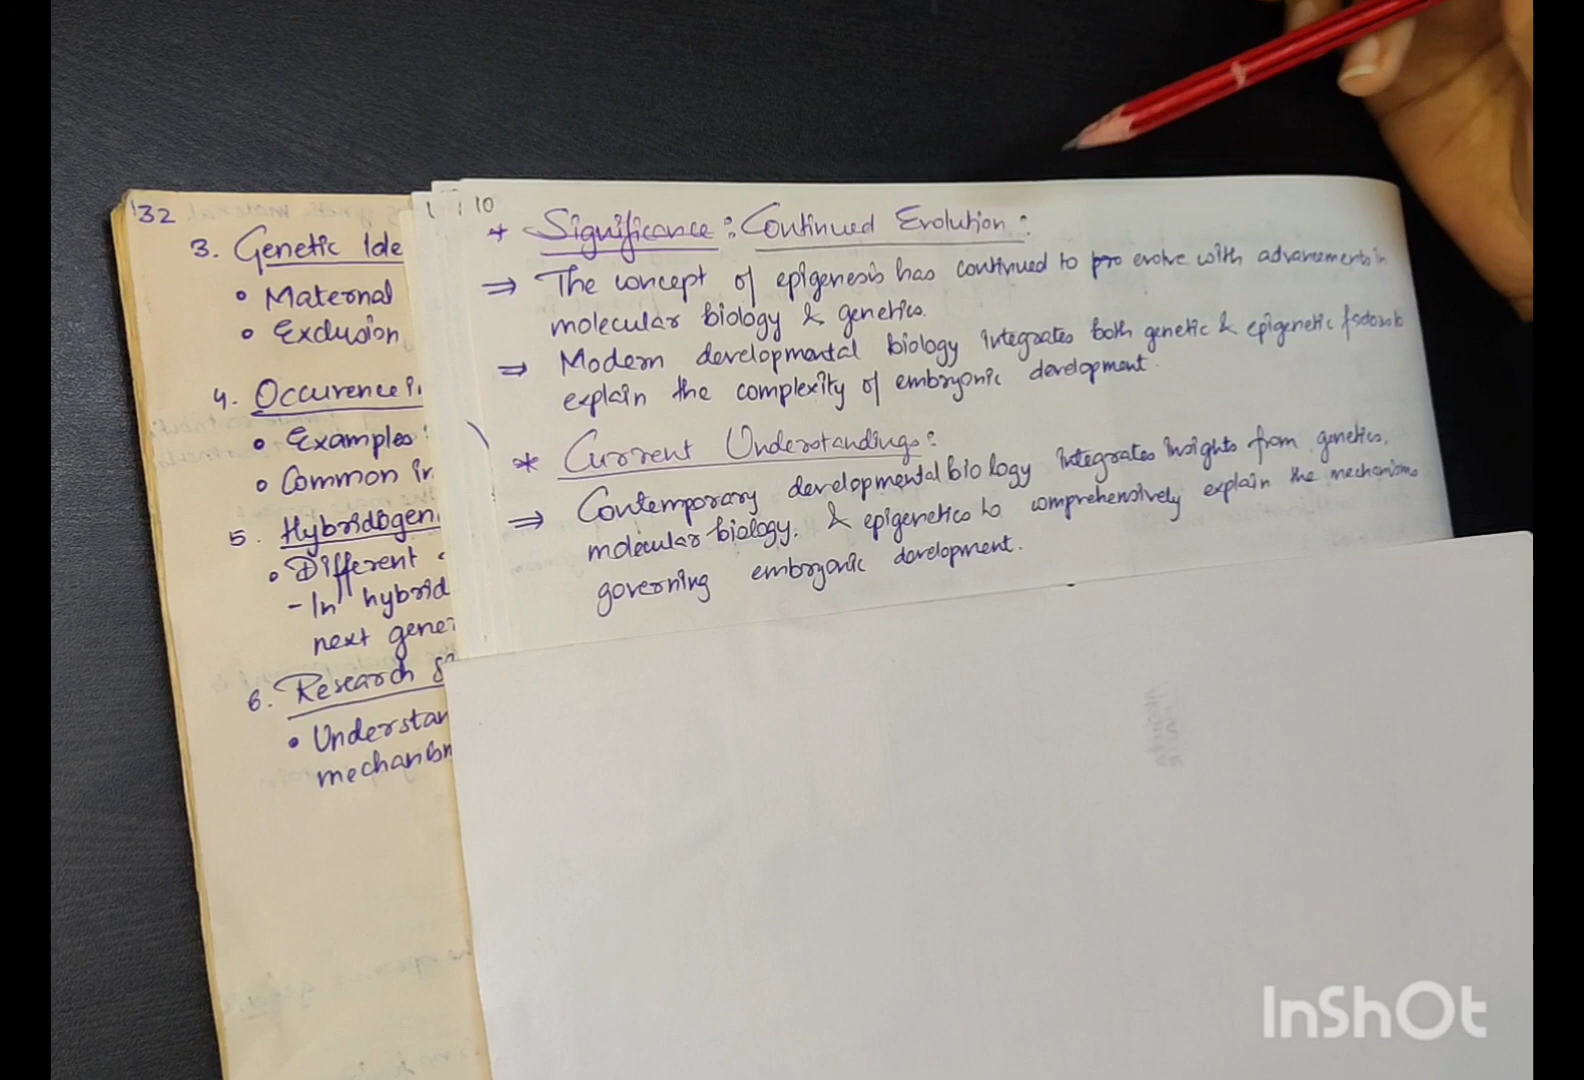 132
3. Genetic Ide
• Maternal
• Exclusion
4. Occurence i
• Examples:
• Common in
5. Hybridogen
• Different
- In hybrid
next gene
6. Research
• Understan
mechanism
10
* Significance: Continued Evolution:
⇒ The concept of epigenesis has continued to pro evolve with advancements in
molecular biology & genetics.
⇒ Modern developmental biology integrates both genetic & epigenetic factors to
explain the complexity of embryonic development.
* Current Understandings:
⇒ Contemporary developmental biology integrates insights from genetics,
molecular biology, & epigenetics to comprehensively explain the mechanisms
governing embryonic development.
InShOt